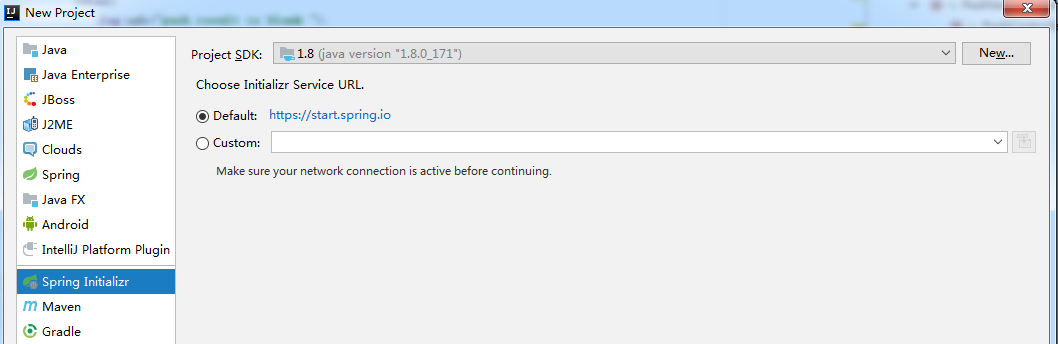 New Project
Java
Java Enterprise
JBoss
J2ME
Clouds
Spring
Java FX
Android
IntelliJ Platform Plugin
Spring Initializr
Maven
Gradle
Project SDK: 1.8 (java version "1.8.0_171") New...
Choose Initializr Service URL.
Default: https://start.spring.io
Custom:
Make sure your network connection is active before continuing.